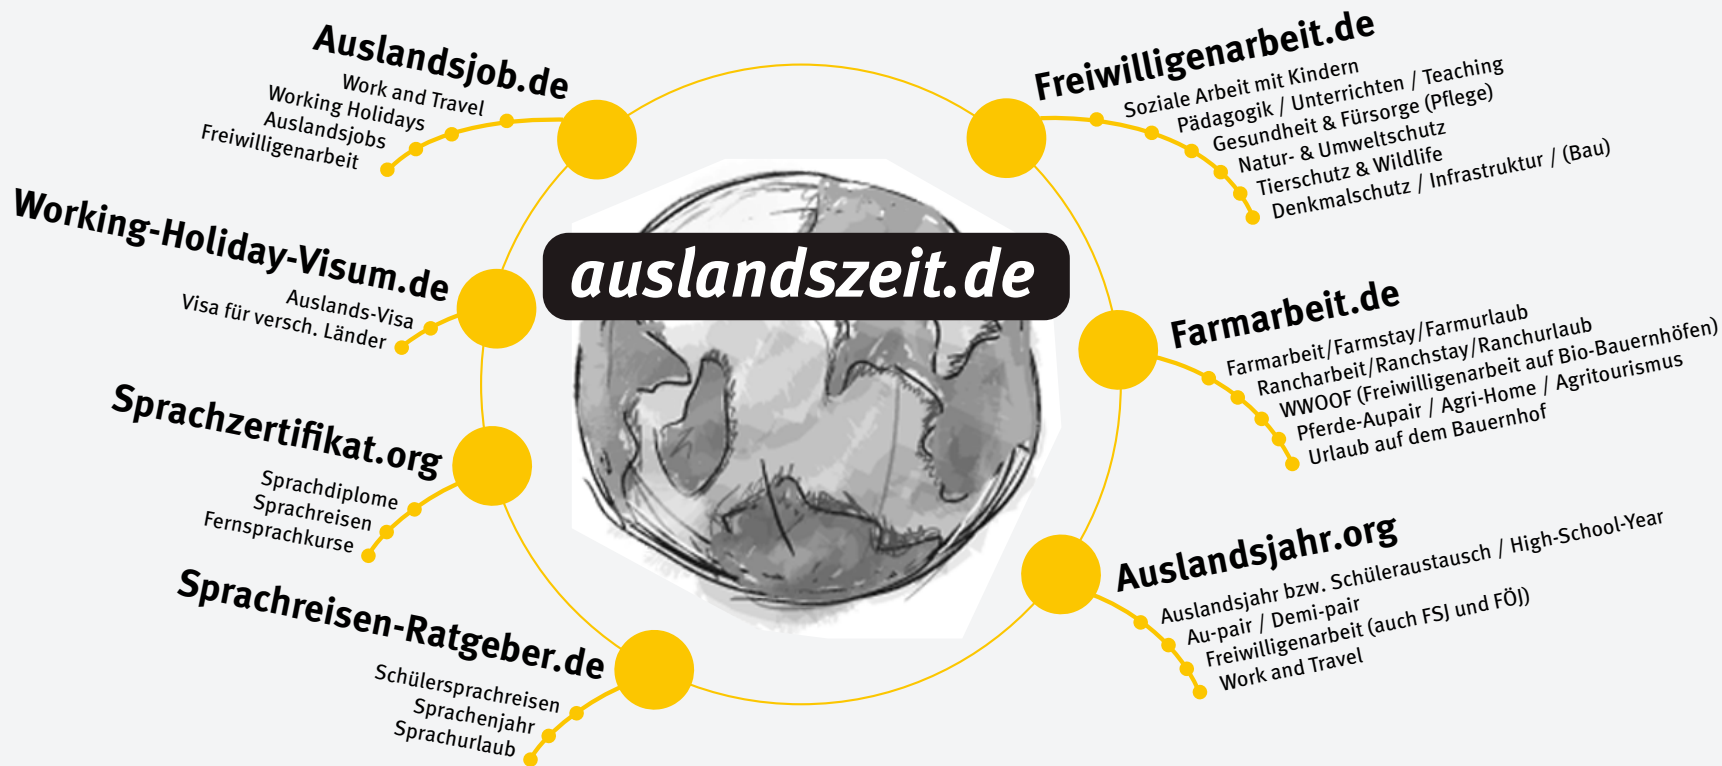 Auslandsjob.de
Work and Travel
Working Holidays
Auslandsjobs
Freiwilligenarbeit
Working-Holiday-Visum.de
Auslands-Visa
Visa für versch. Länder
Sprachzertifikat.org
Sprachdiplome
Sprachreisen
Fernsprachkurse
Sprachreisen-Ratgeber.de
Schülersprachreisen
Sprachenjahr
Sprachurlaub
auslandszeit.de
Freiwilligenarbeit.de
Soziale Arbeit mit Kindern
Pädagogik / Unterrichten / Teaching
Gesundheit & Fürsorge (Pflege)
Natur- & Umweltschutz
Tierschutz & Wildlife
Denkmalschutz / Infrastruktur / (Bau)
Farmarbeit.de
Farmarbeit/Farmstay/Farmurlaub
Rancharbeit/Ranchstay/Ranchurlaub
WWOOF (Freiwilligenarbeit auf Bio-Bauernhöfen)
Pferde-Aupair / Agri-Home / Agritourismus
Urlaub auf dem Bauernhof
Auslandsjahr.org
Auslandsjahr bzw. Schüleraustausch / High-School-Year
Au-pair / Demi-pair
Freiwilligenarbeit (auch FSJ und FÖJ)
Work and Travel